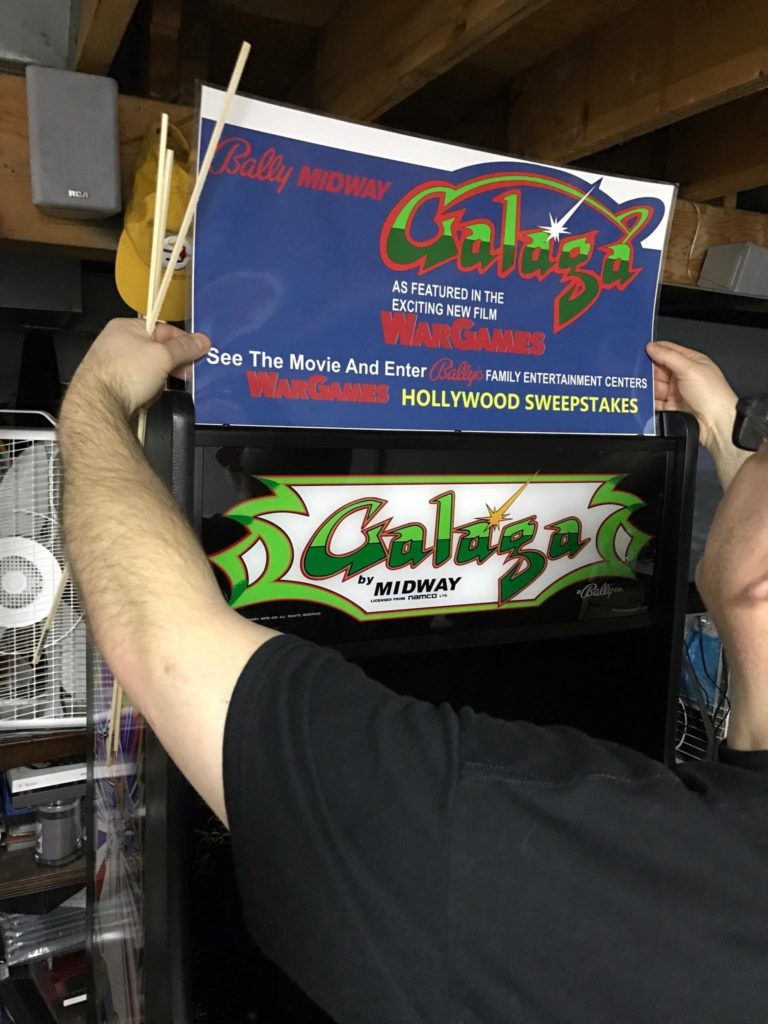 RCA
Bally MIDWAY
Galaga
AS FEATURED IN THE
EXCITING NEW FILM
WARGAMES
See The Movie And Enter Bally's FAMILY ENTERTAINMENT CENTERS
WARGAMES HOLLYWOOD SWEEPSTAKES
Galaga
by MIDWAY
LICENSED FROM namco LTD.
a Bally co.